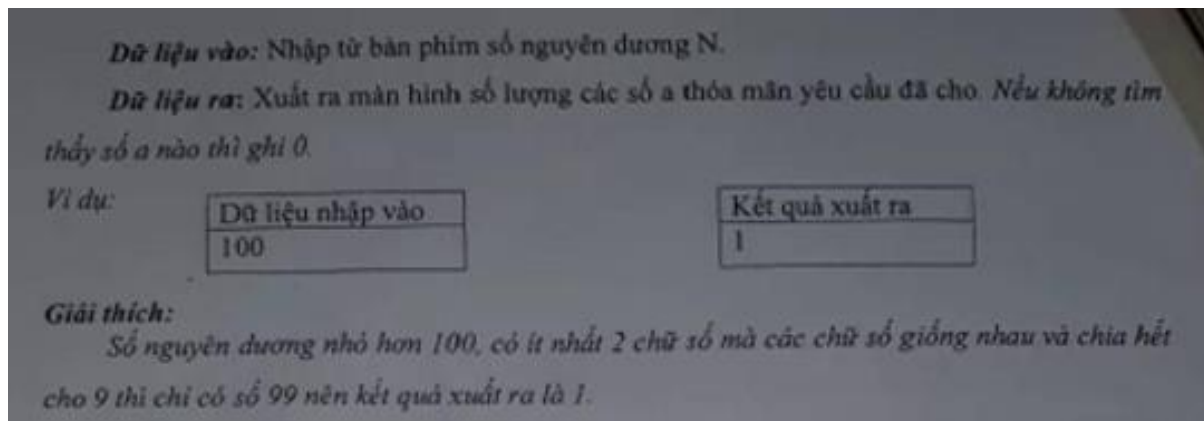 Dữ liệu vào: Nhập từ bàn phím số nguyên dương N.
Dữ liệu ra: Xuất ra màn hình số lượng các số a thỏa mãn yêu cầu đã cho. Nếu không tìm
thấy số a nào thì ghi 0.
Ví dụ:
Dữ liệu nhập vào
100
Kết quả xuất ra
1
Giải thích:
Số nguyên dương nhỏ hơn 100, có ít nhất 2 chữ số mà các chữ số giống nhau và chia hết
cho 9 thì chỉ có số 99 nên kết quả xuất ra là 1.